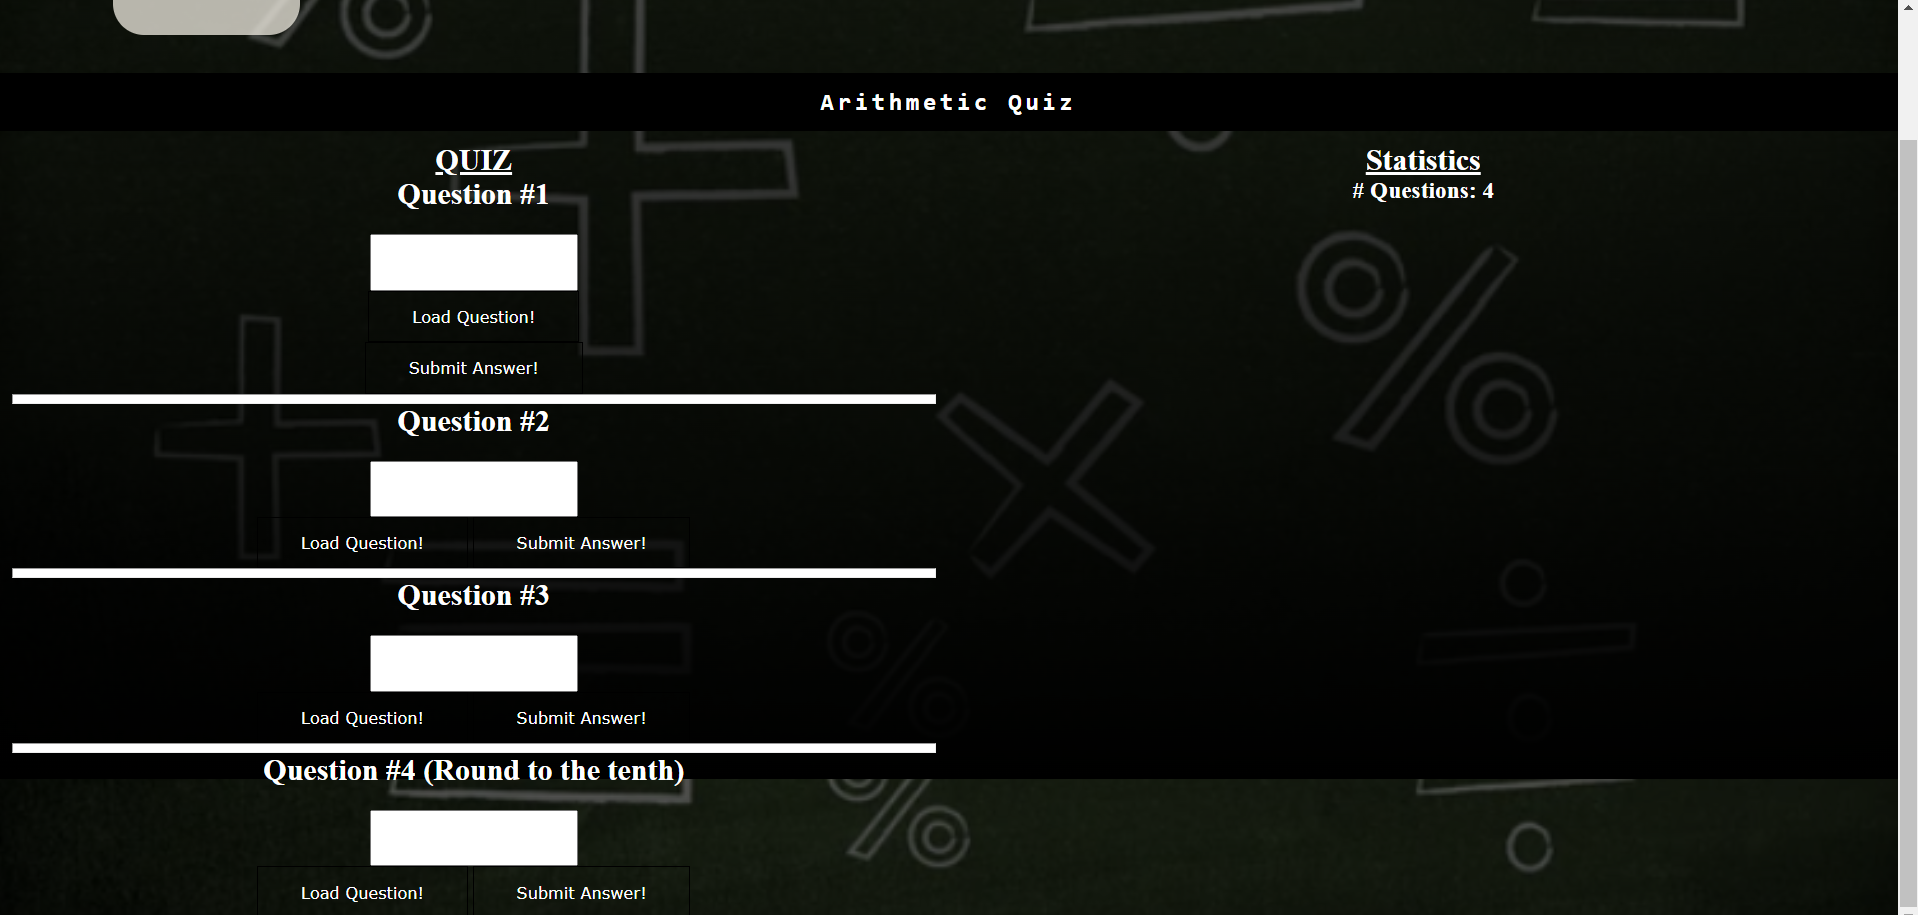 Arithmetic Quiz
QUIZ
Question #1
Load Question!
Submit Answer!
Question #2
Load Question! Submit Answer!
Question #3
Load Question! Submit Answer!
Question #4 (Round to the tenth)
Load Question! Submit Answer!
Statistics
# Questions: 4